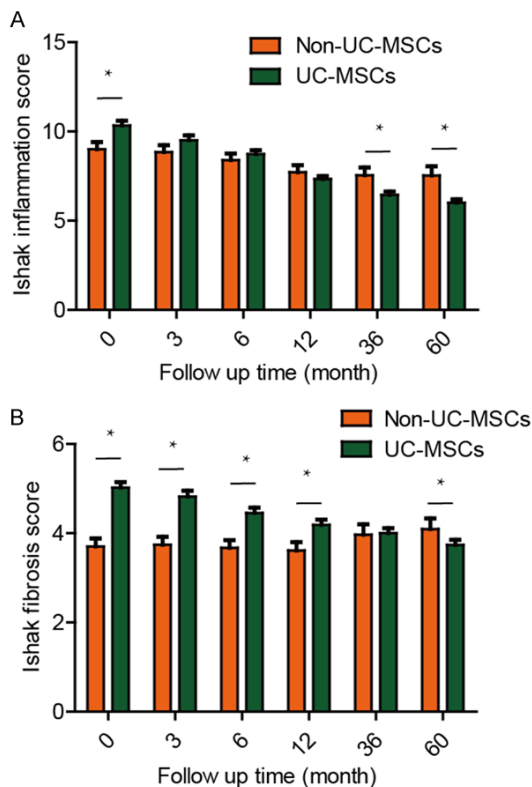 A
Non-UC-MSCs
UC-MSCs
Ishak inflammation score
15
10
5
0
*
*
*
0 3 6 12 36 60
Follow up time (month)
B
Non-UC-MSCs
UC-MSCs
Ishak fibrosis score
6
4
2
0
*
*
*
*
*
0 3 6 12 36 60
Follow up time (month)